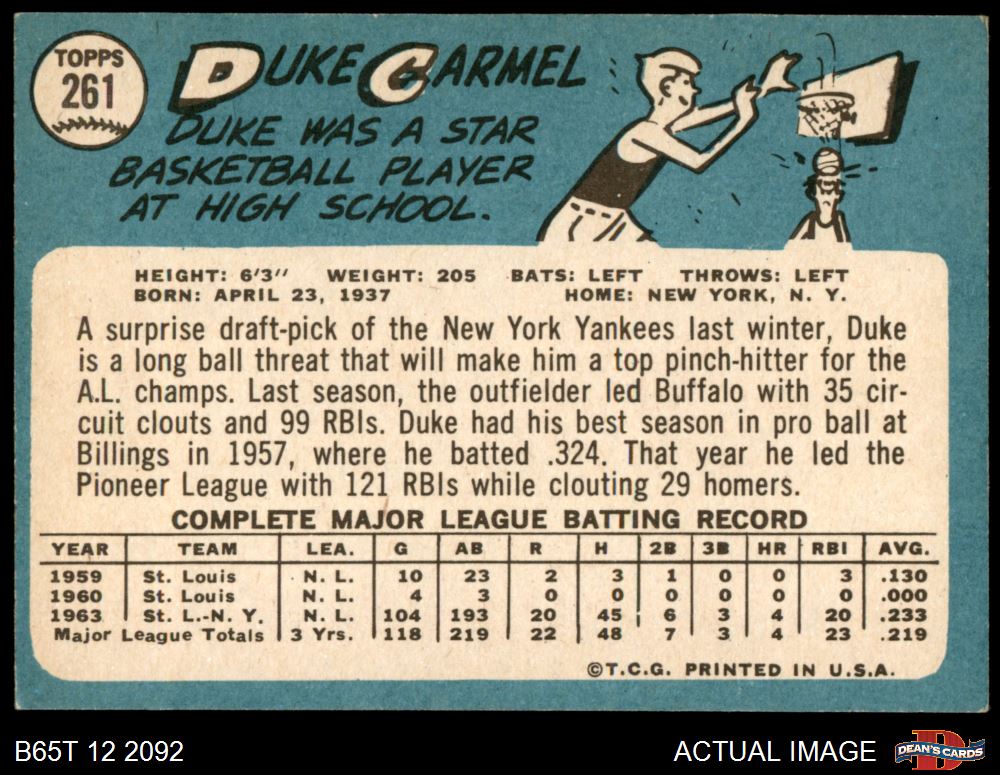 TOPPS
261
DUKE CARMEL
DUKE WAS A STAR
BASKETBALL PLAYER
AT HIGH SCHOOL.
HEIGHT: 6'3" WEIGHT: 205 BATS: LEFT THROWS: LEFT
BORN: APRIL 23, 1937 HOME: NEW YORK, N. Y.
A surprise draft-pick of the New York Yankees last winter, Duke
is a long ball threat that will make him a top pinch-hitter for the
A.L. champs. Last season, the outfielder led Buffalo with 35 cir-
cuit clouts and 99 RBIs. Duke had his best season in pro ball at
Billings in 1957, where he batted .324. That year he led the
Pioneer League with 121 RBIs while clouting 29 homers.
COMPLETE MAJOR LEAGUE BATTING RECORD
YEAR TEAM LEA. G AB R H 2B 3B HR RBI AVG.
1959 St. Louis N. L. 10 23 2 3 1 0 0 3 .130
1960 St. Louis N. L. 4 3 0 0 0 0 0 0 .000
1963 St. L.-N. Y. N. L. 104 193 20 45 6 3 4 20 .233
Major League Totals 3 Yrs. 118 219 22 48 7 3 4 23 .219
©T.C.G. PRINTED IN U.S.A.
B65T 12 2092 ACTUAL IMAGE DEAN'S CARDS